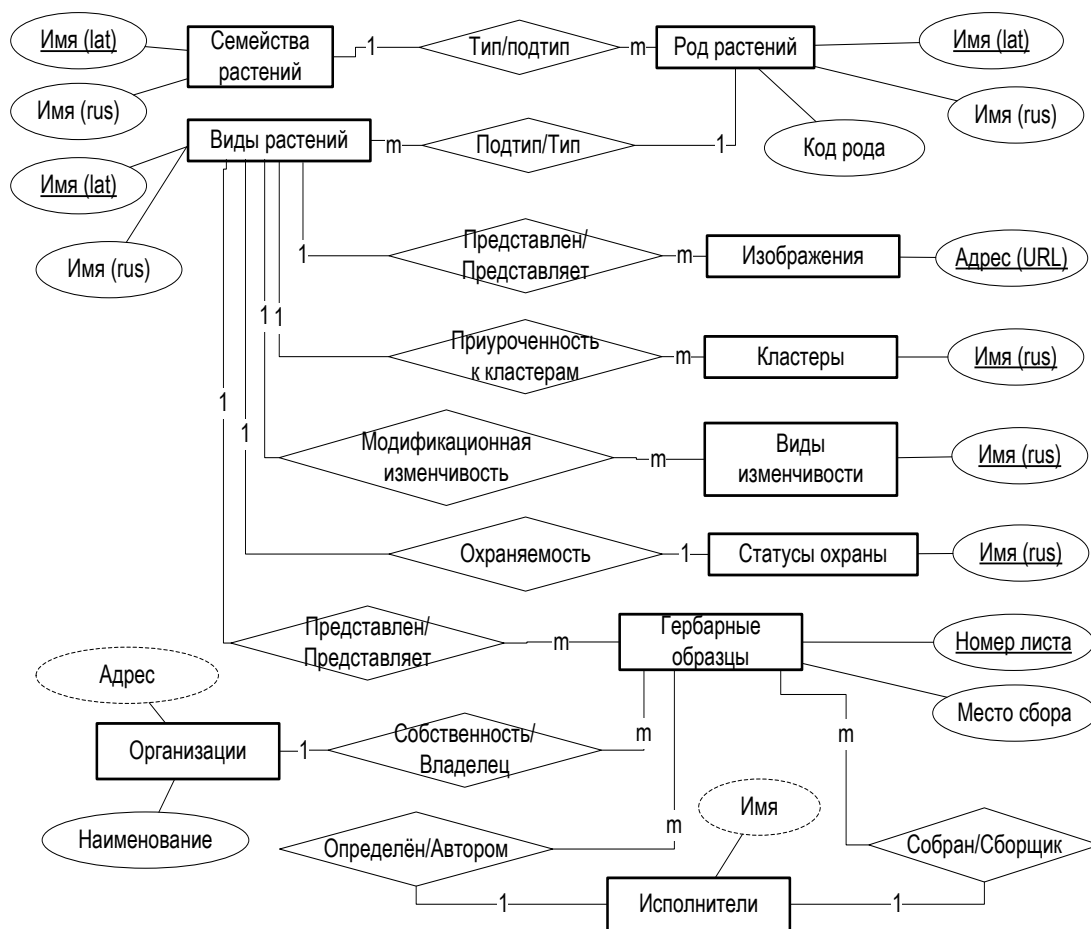 Имя (lat)
Семейства
растений
1
Тип/подтип
m
Род растений
Имя (lat)
Имя (rus)
Имя (rus)
Код рода
Виды растений
m
Подтип/Тип
1
Имя (lat)
Имя (rus)
1
Представлен/
Представляет
m
Изображения
Адрес (URL)
1
1
Приуроченность
к кластерам
m
Кластеры
Имя (rus)
1
1
Модификационная
изменчивость
m
Виды
изменчивости
Имя (rus)
Охраняемость
1
Статусы охраны
Имя (rus)
Представлен/
Представляет
m
Гербарные
образцы
Номер листа
Место сбора
Адрес
Организации
1
Собственность/
Владелец
m
m
m
Наименование
Имя
Определён/Автором
Собран/Сборщик
1
Исполнители
1